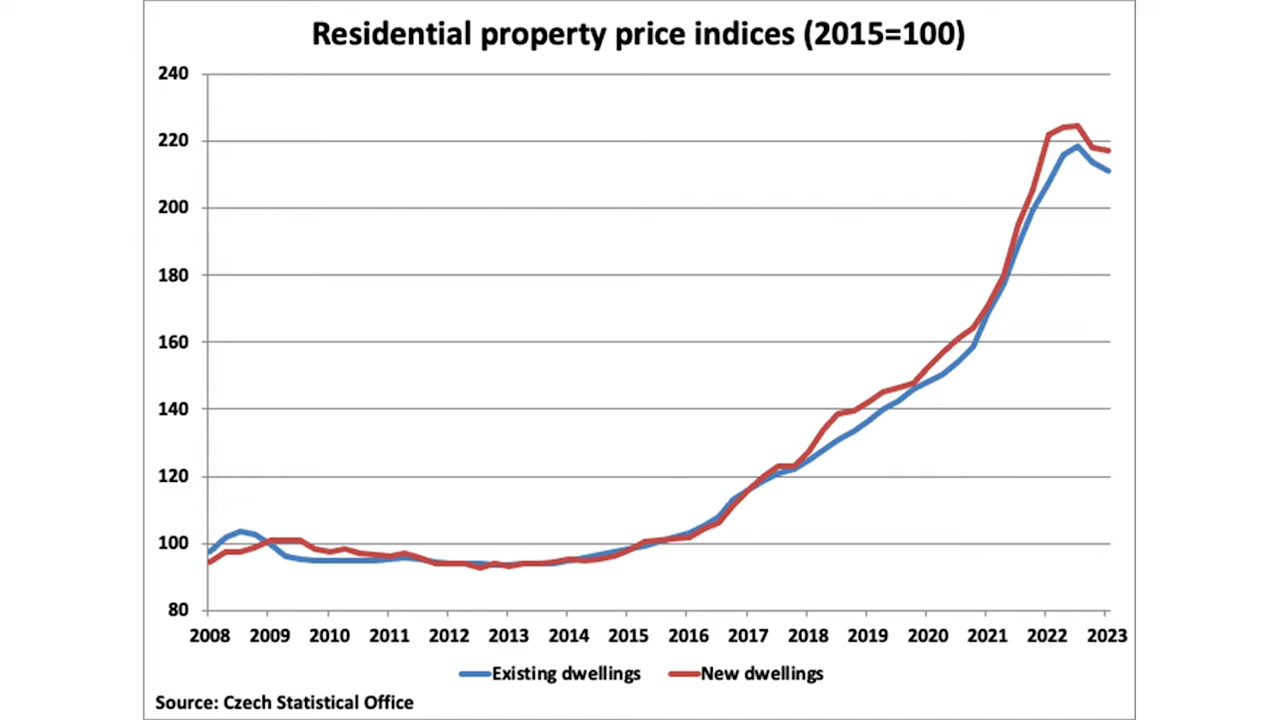 Residential property price indices (2015=100)
240
220
200
180
160
140
120
100
80
2008 2009 2010 2011 2012 2013 2014 2015 2016 2017 2018 2019 2020 2021 2022 2023
Existing dwellings New dwellings
Source: Czech Statistical Office